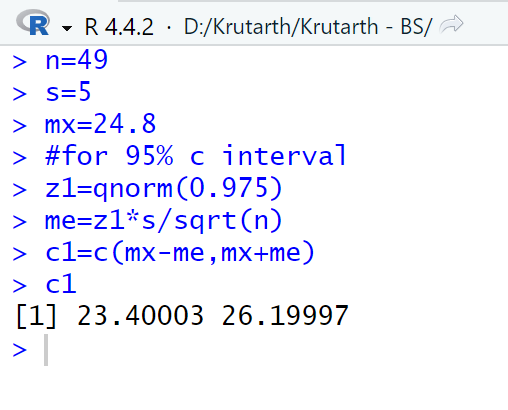 R R 4.4.2 · D:/Krutarth/Krutarth - BS/
> n=49
> s=5
> mx=24.8
> #for 95% c interval
> z1=qnorm(0.975)
> me=z1*s/sqrt(n)
> c1=c(mx-me,mx+me)
> c1
[1] 23.40003 26.19997
>